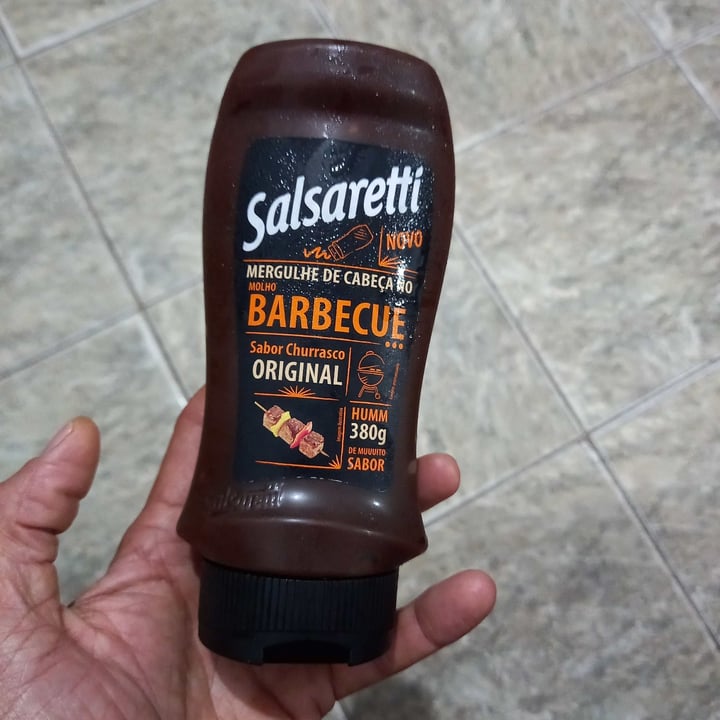 Salsaretti
NOVO
MERGULHE DE CABEÇA NO
MOLHO
BARBECUE
Sabor Churrasco
ORIGINAL
HUMM
380g
DE MUUUITO
SABOR